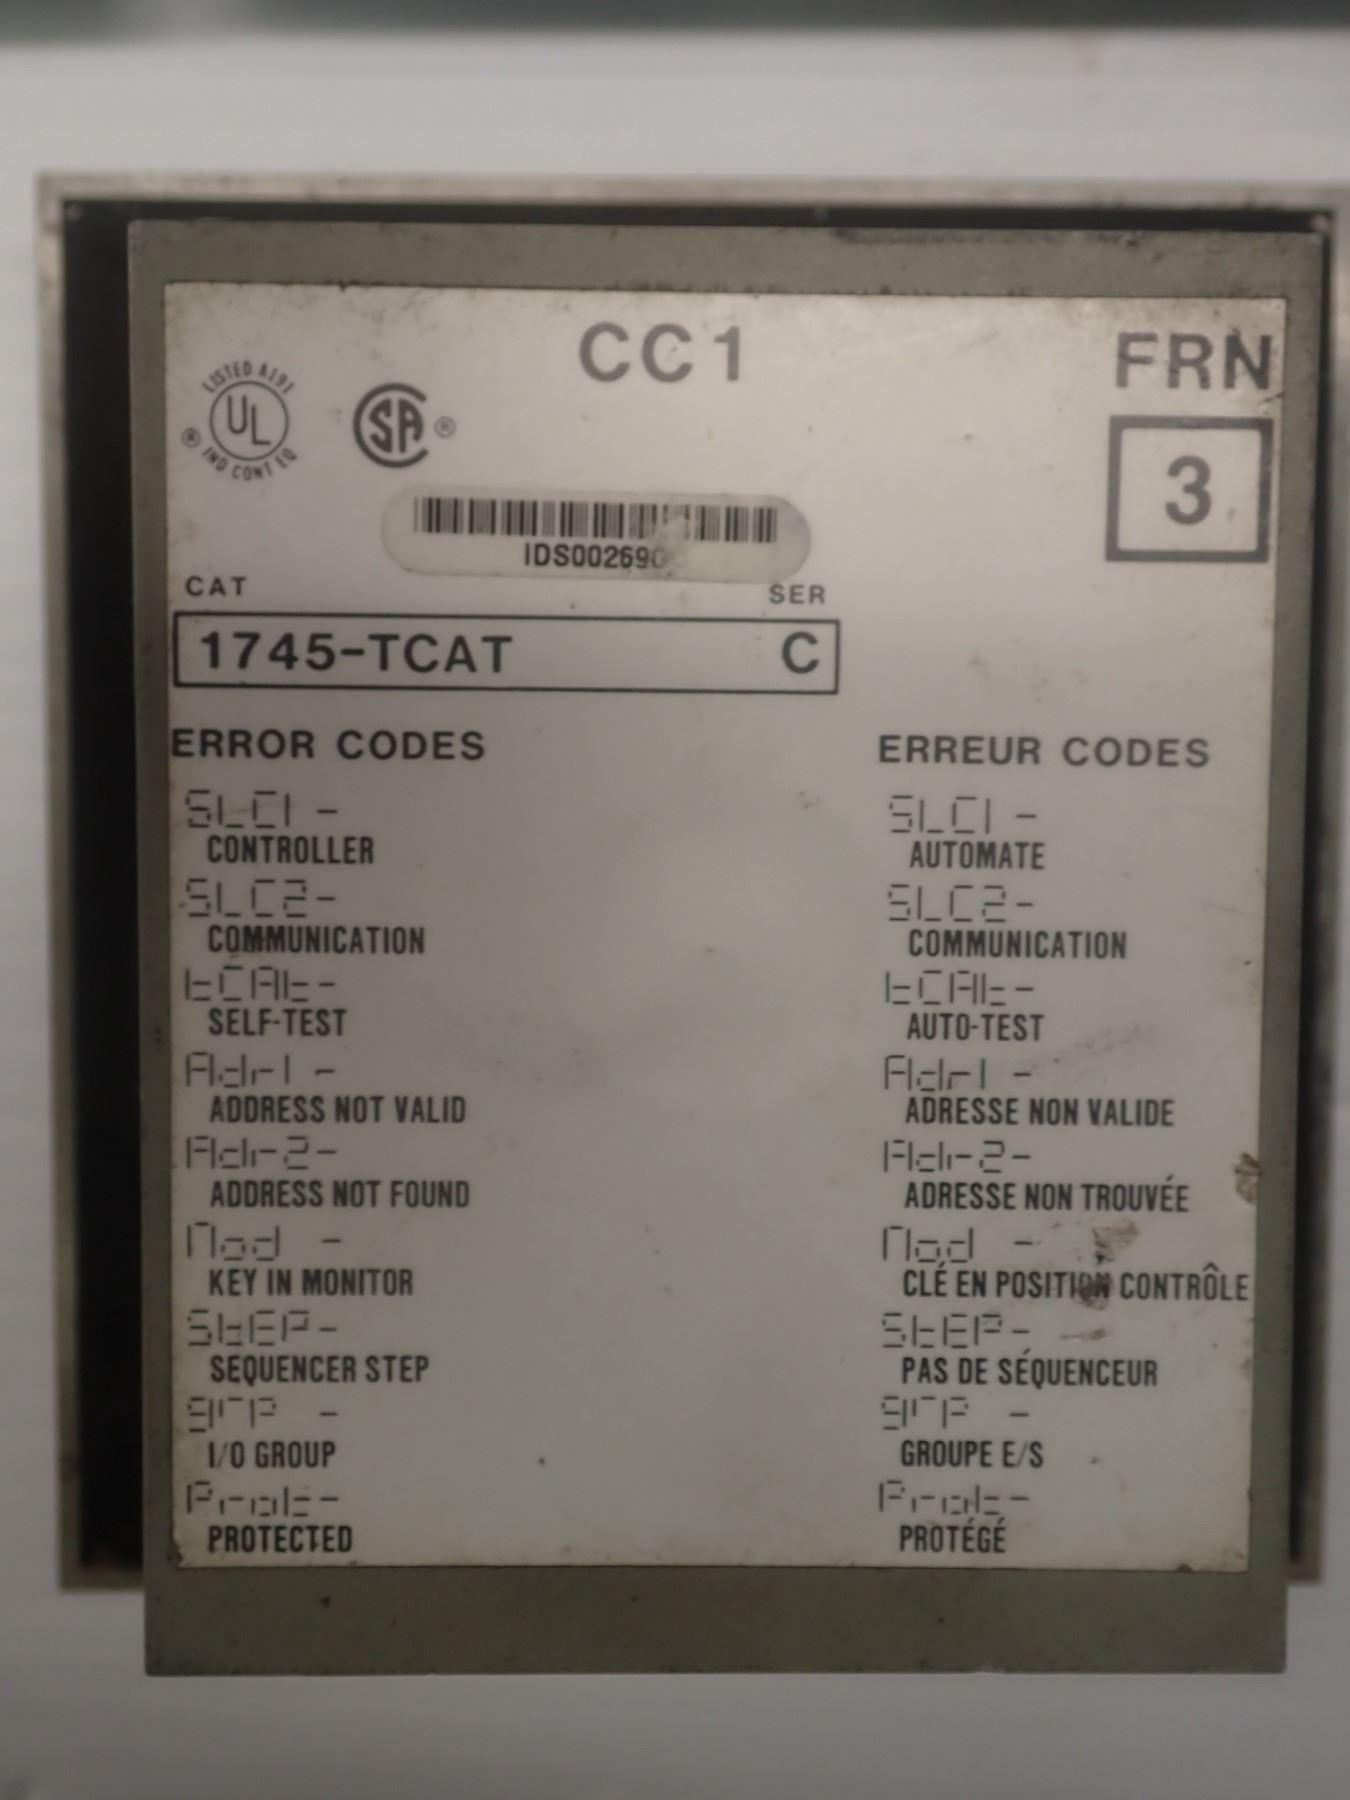 CC1
FRN
LISTED A191
UL
®
IND CONT EQ
SA ®
3
CAT
SER
1745-TCAT C
ERROR CODES
SLC1 -
CONTROLLER
SLC2-
COMMUNICATION
tCAt-
SELF-TEST
Adr1 -
ADDRESS NOT VALID
Adr2-
ADDRESS NOT FOUND
Mod -
KEY IN MONITOR
StEP-
SEQUENCER STEP
grP -
I/O GROUP
Prot-
PROTECTED
ERREUR CODES
SLC1 -
AUTOMATE
SLC2-
COMMUNICATION
tCAt-
AUTO-TEST
Adr1 -
ADRESSE NON VALIDE
Adr2-
ADRESSE NON TROUVÉE
Mod -
CLÉ EN POSITION CONTRÔLE
StEP-
PAS DE SÉQUENCEUR
grP -
GROUPE E/S
Prot-
PROTÉGÉ